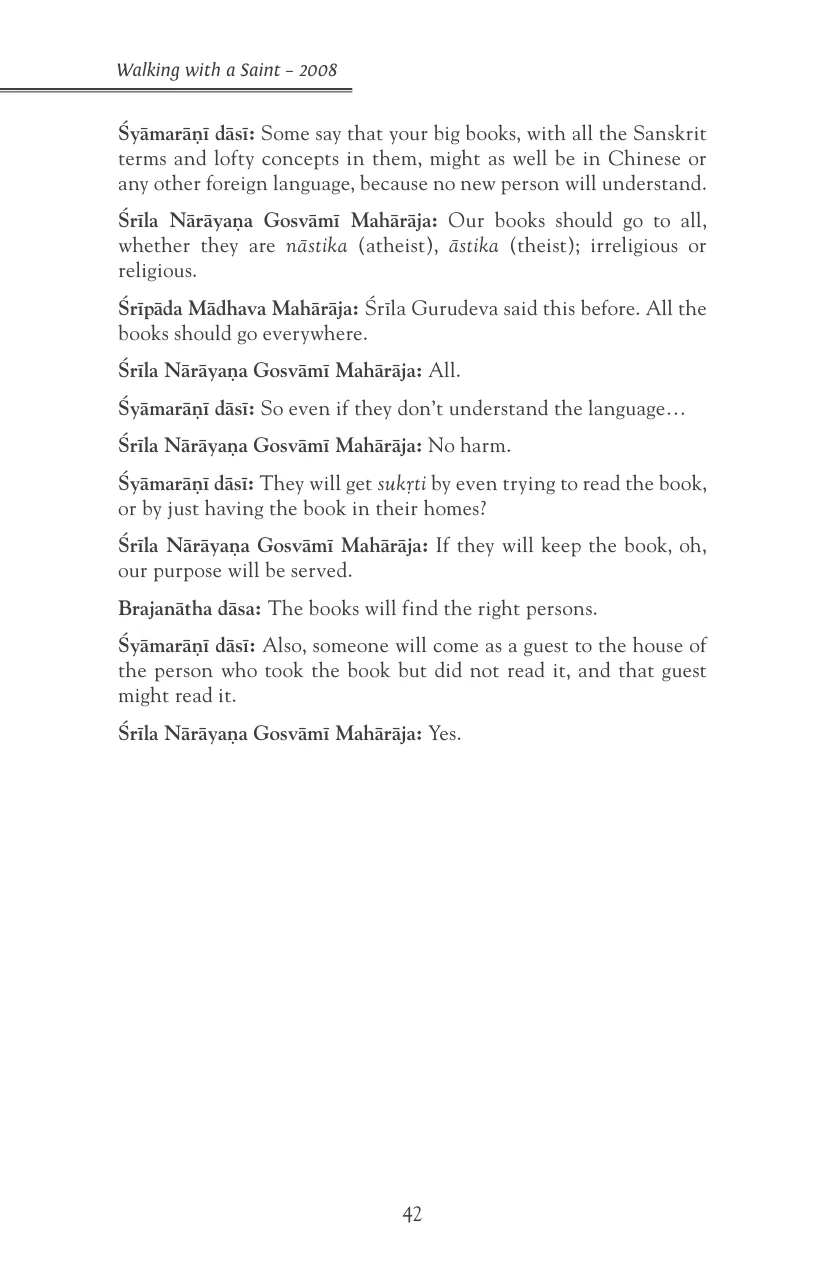 Walking with a Saint – 2008
Śyāmarāṇī dāsī: Some say that your big books, with all the Sanskrit
terms and lofty concepts in them, might as well be in Chinese or
any other foreign language, because no new person will understand.
Śrīla Nārāyaṇa Gosvāmī Mahārāja: Our books should go to all,
whether they are nāstika (atheist), āstika (theist); irreligious or
religious.
Śrīpāda Mādhava Mahārāja: Śrīla Gurudeva said this before. All the
books should go everywhere.
Śrīla Nārāyaṇa Gosvāmī Mahārāja: All.
Śyāmarāṇī dāsī: So even if they don’t understand the language…
Śrīla Nārāyaṇa Gosvāmī Mahārāja: No harm.
Śyāmarāṇī dāsī: They will get sukṛti by even trying to read the book,
or by just having the book in their homes?
Śrīla Nārāyaṇa Gosvāmī Mahārāja: If they will keep the book, oh,
our purpose will be served.
Brajanātha dāsa: The books will find the right persons.
Śyāmarāṇī dāsī: Also, someone will come as a guest to the house of
the person who took the book but did not read it, and that guest
might read it.
Śrīla Nārāyaṇa Gosvāmī Mahārāja: Yes.
42